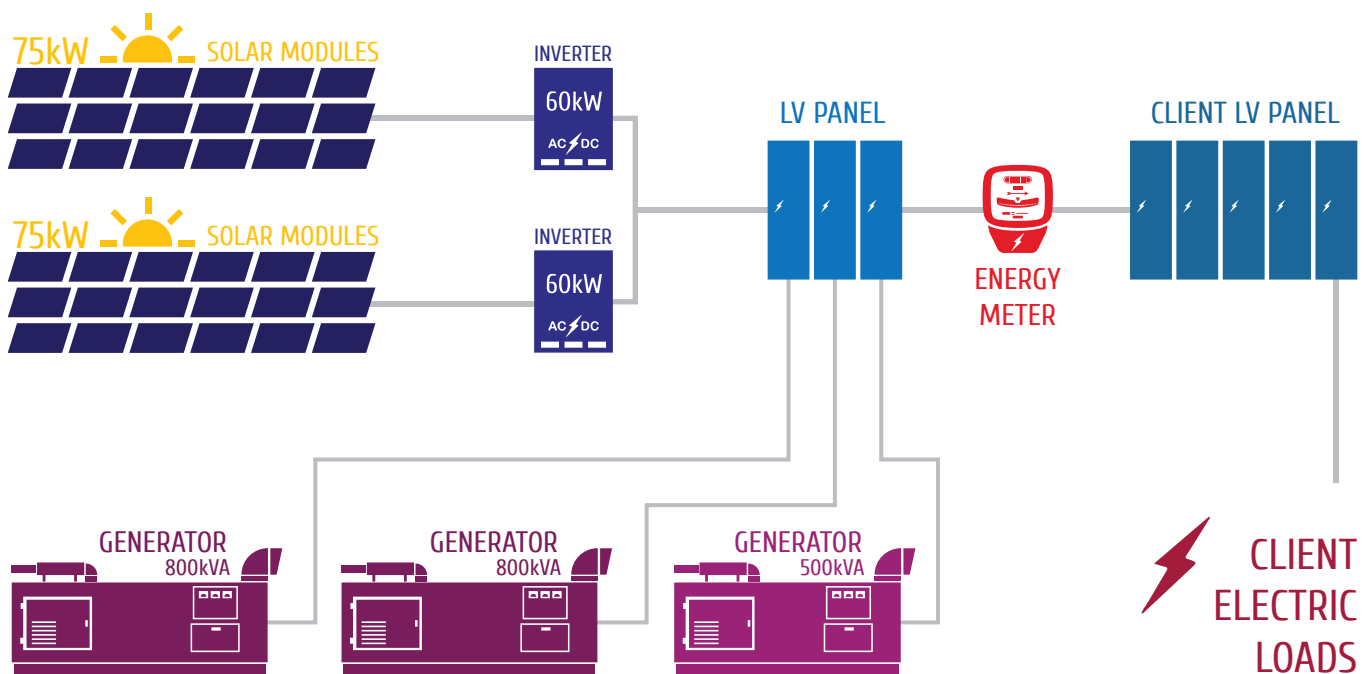 75kW SOLAR MODULES
INVERTER
60kW
AC DC
75kW SOLAR MODULES
INVERTER
60kW
AC DC
LV PANEL
ENERGY
METER
CLIENT LV PANEL
GENERATOR
800kVA
GENERATOR
800kVA
GENERATOR
500kVA
CLIENT
ELECTRIC
LOADS